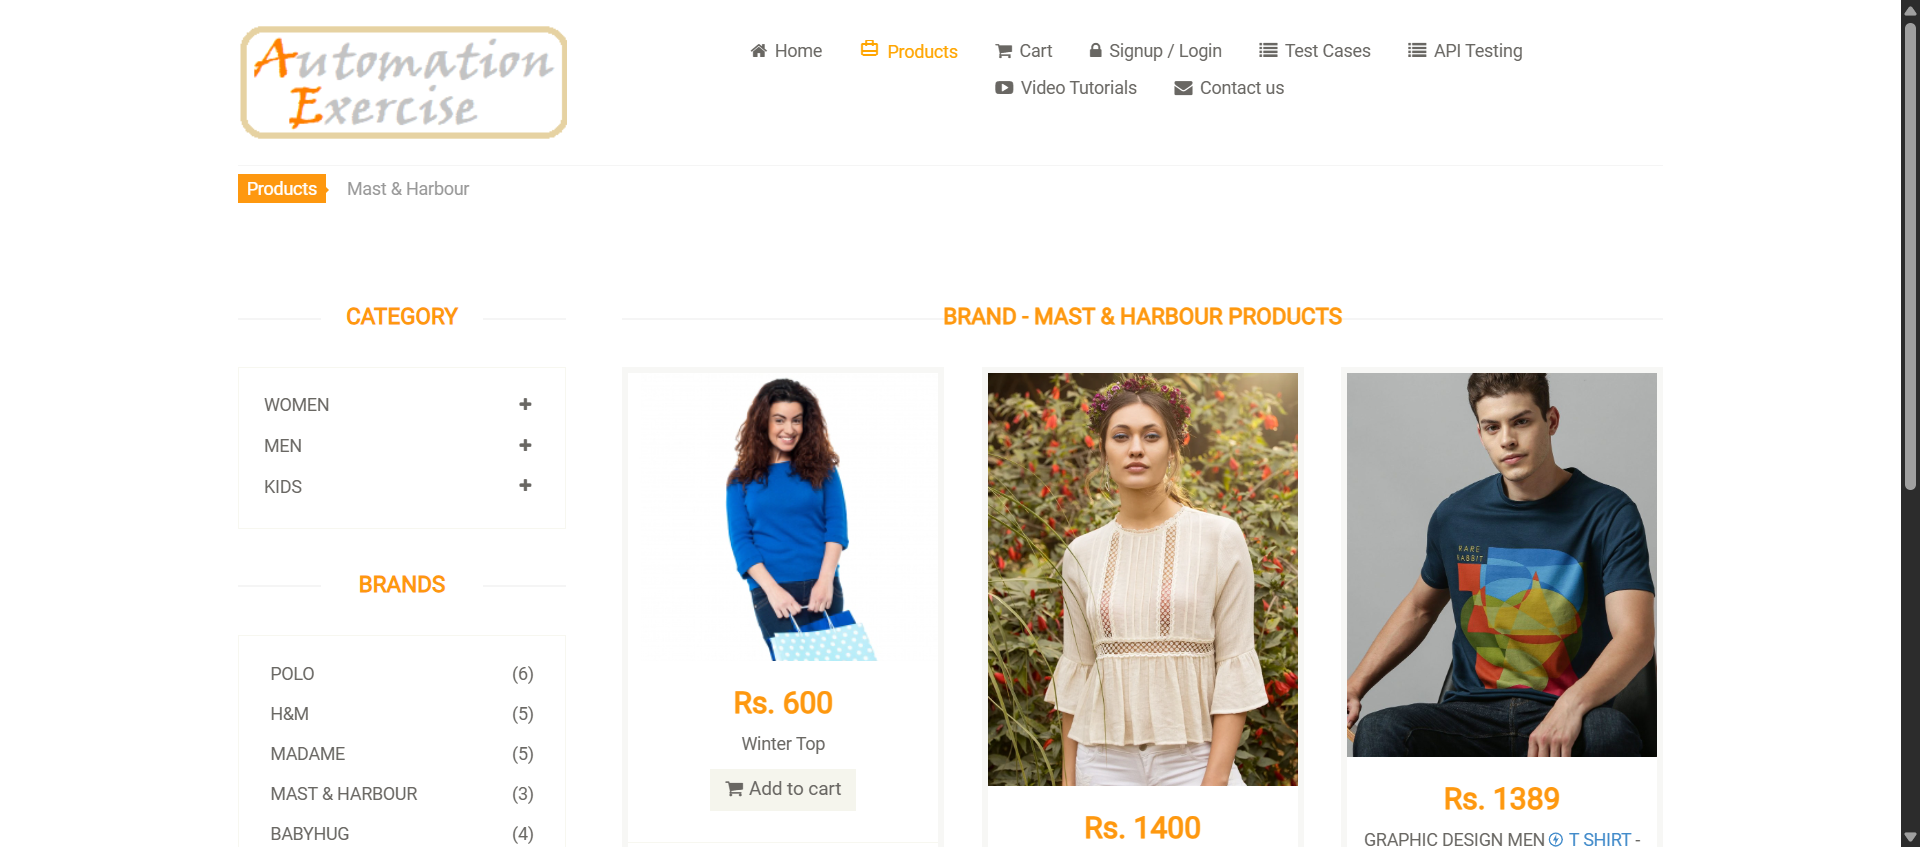 Automation
Exercise
Home
Products
Cart
Signup / Login
Test Cases
API Testing
Video Tutorials
Contact us
Products
Mast & Harbour
CATEGORY
WOMEN
MEN
KIDS
BRANDS
POLO (6)
H&M (5)
MADAME (5)
MAST & HARBOUR (3)
BABYHUG (4)
BRAND - MAST & HARBOUR PRODUCTS
Rs. 600
Winter Top
Add to cart
Rs. 1400
RARE
RABBIT
Rs. 1389
GRAPHIC DESIGN MEN T SHIRT -